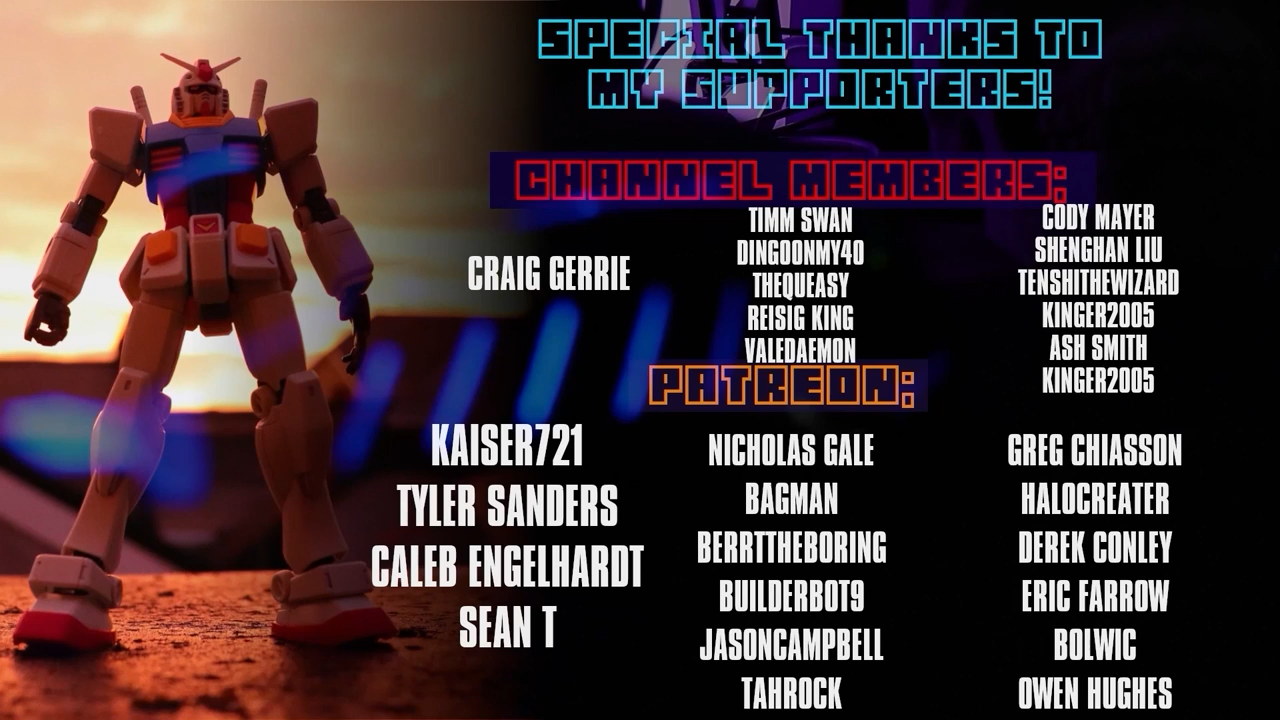 SPECIAL THANKS TO
MY SUPPORTERS!
CHANNEL MEMBERS:
CRAIG GERRIE
TIMM SWAN
DINGOONMY40
THEQUEASY
REISIG KING
VALEDAEMON
CODY MAYER
SHENGHAN LIU
TENSHITHEWIZARD
KINGER2005
ASH SMITH
KINGER2005
PATREON:
KAISER721
TYLER SANDERS
CALEB ENGELHARDT
SEAN T
NICHOLAS GALE
BAGMAN
BERRTTHEBORING
BUILDERBOT9
JASONCAMPBELL
TAHROCK
GREG CHIASSON
HALOCREATER
DEREK CONLEY
ERIC FARROW
BOLWIC
OWEN HUGHES